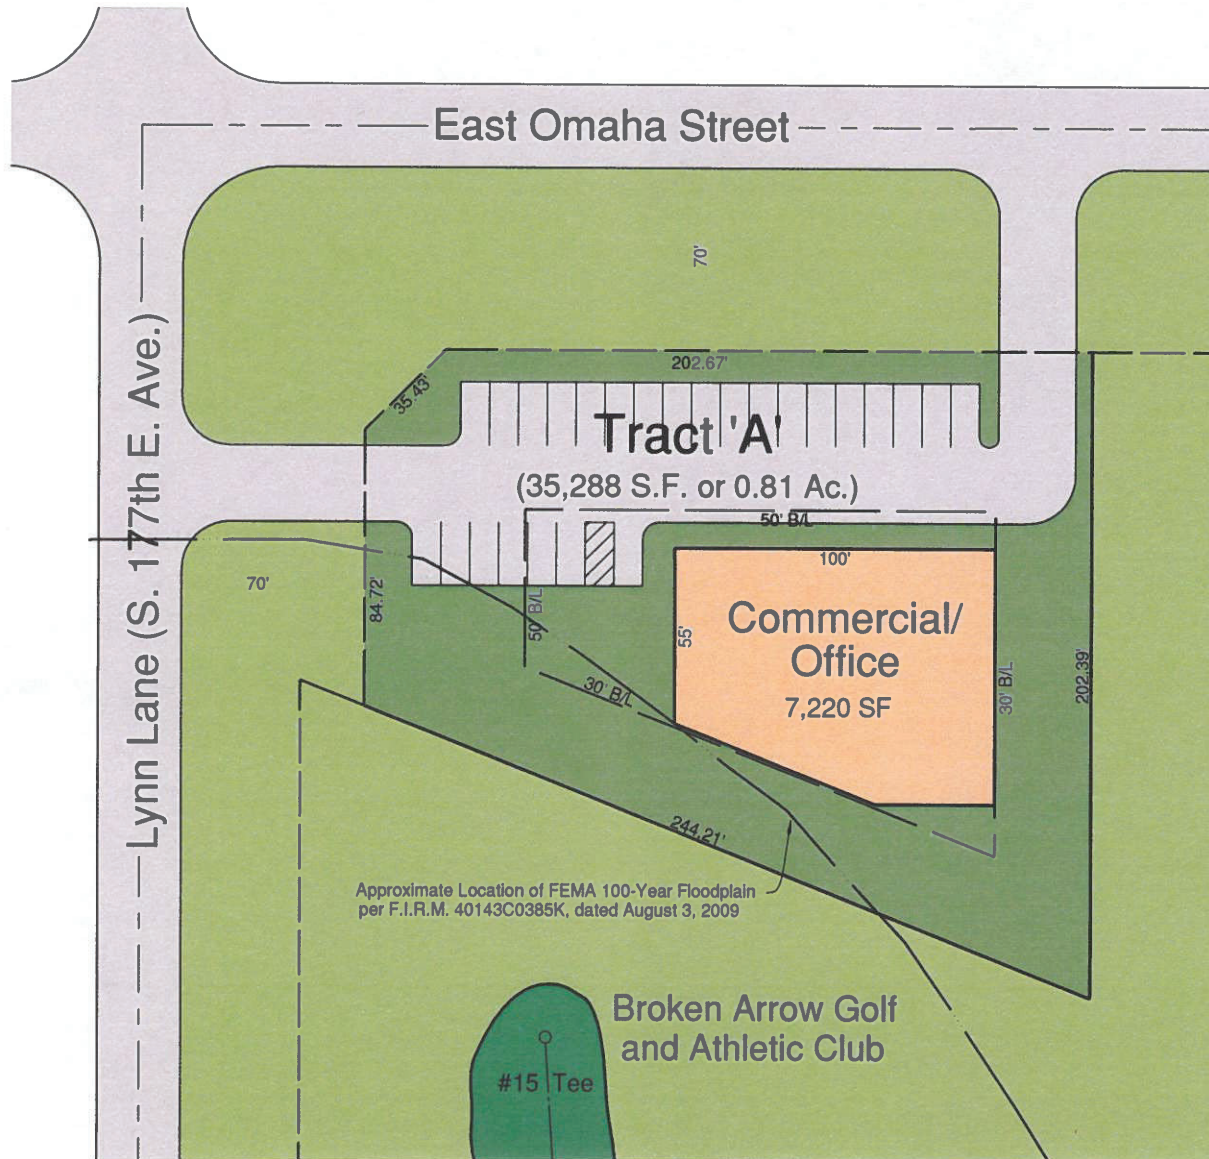 East Omaha Street
70'
202.67'
35.43'
Tract 'A'
(35,288 S.F. or 0.81 Ac.)
50' B/L
100'
Lynn Lane (S. 177th E. Ave.)
70'
84.72'
50' B/L
55'
Commercial/
Office
7,220 SF
30' B/L
30' B/L
202.39'
244.21'
Approximate Location of FEMA 100-Year Floodplain
per F.I.R.M. 40143C0385K, dated August 3, 2009
Broken Arrow Golf
and Athletic Club
#15 Tee